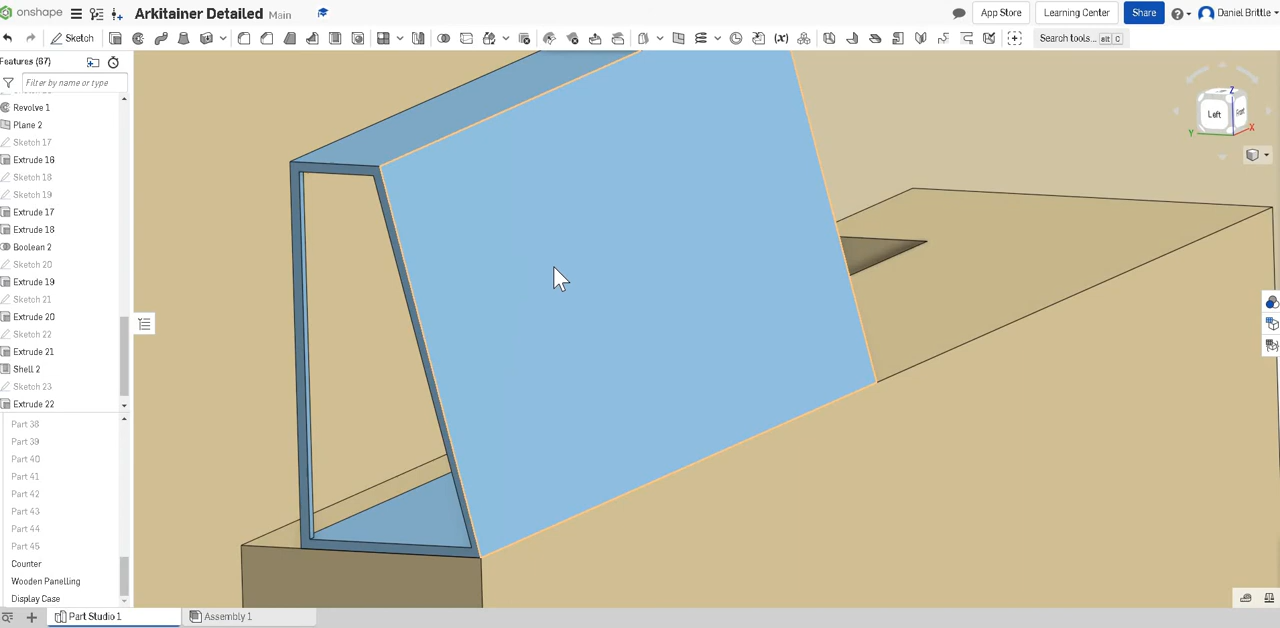 onshape Arkitainer Detailed Main App Store Learning Center Share Daniel Brittle
Sketch Search tools... alt C
Features (67)
Filter by name or type
Revolve 1
Plane 2
Sketch 17
Extrude 16
Sketch 18
Sketch 19
Extrude 17
Extrude 18
Boolean 2
Sketch 20
Extrude 19
Sketch 21
Extrude 20
Sketch 22
Extrude 21
Shell 2
Sketch 23
Extrude 22
Part 38
Part 39
Part 40
Part 41
Part 42
Part 43
Part 44
Part 45
Counter
Wooden Panelling
Display Case
Z
Left Front
Y X
Part Studio 1 Assembly 1